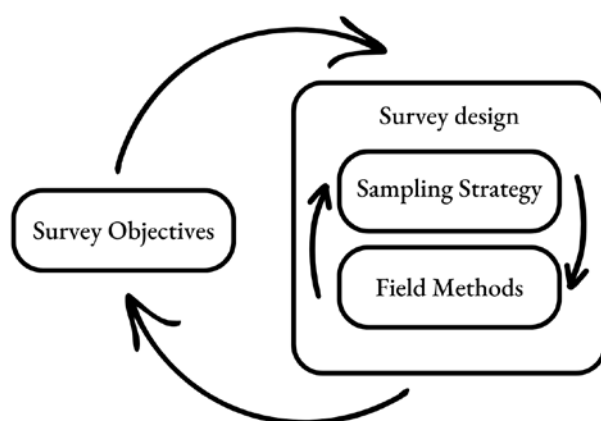 Survey design
Sampling Strategy
Survey Objectives
Field Methods